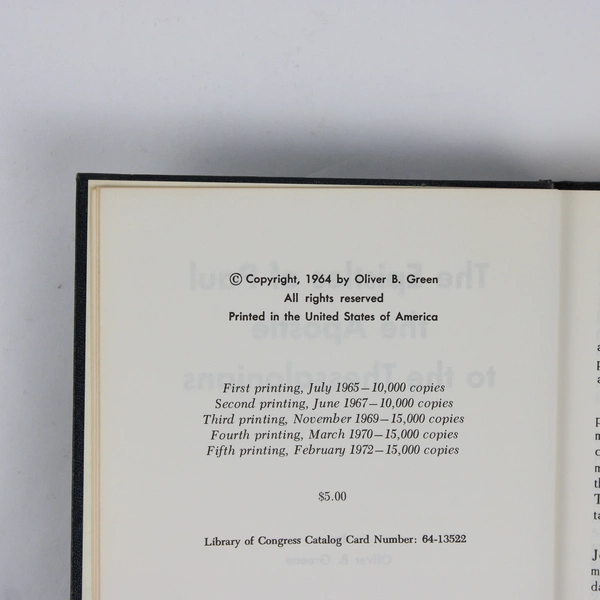 © Copyright, 1964 by Oliver B. Green
All rights reserved
Printed in the United States of America
First printing, July 1965—10,000 copies
Second printing, June 1967—10,000 copies
Third printing, November 1969—15,000 copies
Fourth printing, March 1970—15,000 copies
Fifth printing, February 1972—15,000 copies
$5.00
Library of Congress Catalog Card Number: 64-13522